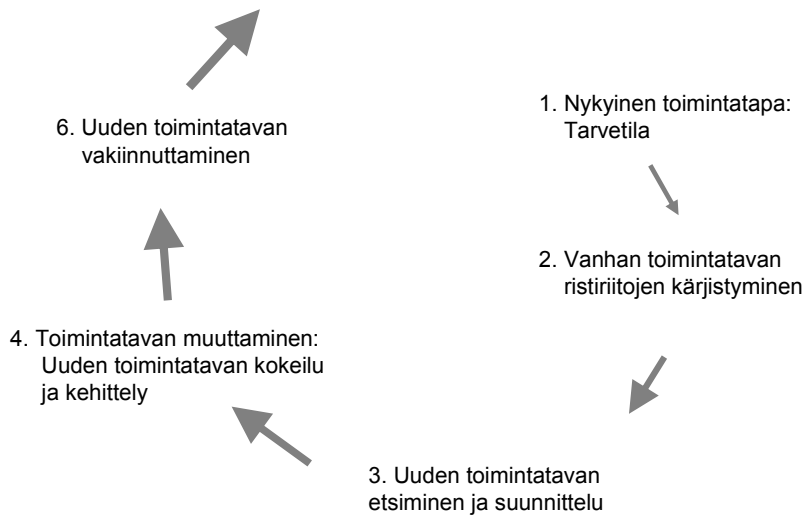 1. Nykyinen toimintatapa:
Tarvetila
2. Vanhan toimintatavan
ristiriitojen kärjistyminen
3. Uuden toimintatavan
etsiminen ja suunnittelu
4. Toimintatavan muuttaminen:
Uuden toimintatavan kokeilu
ja kehittely
6. Uuden toimintatavan
vakiinnuttaminen